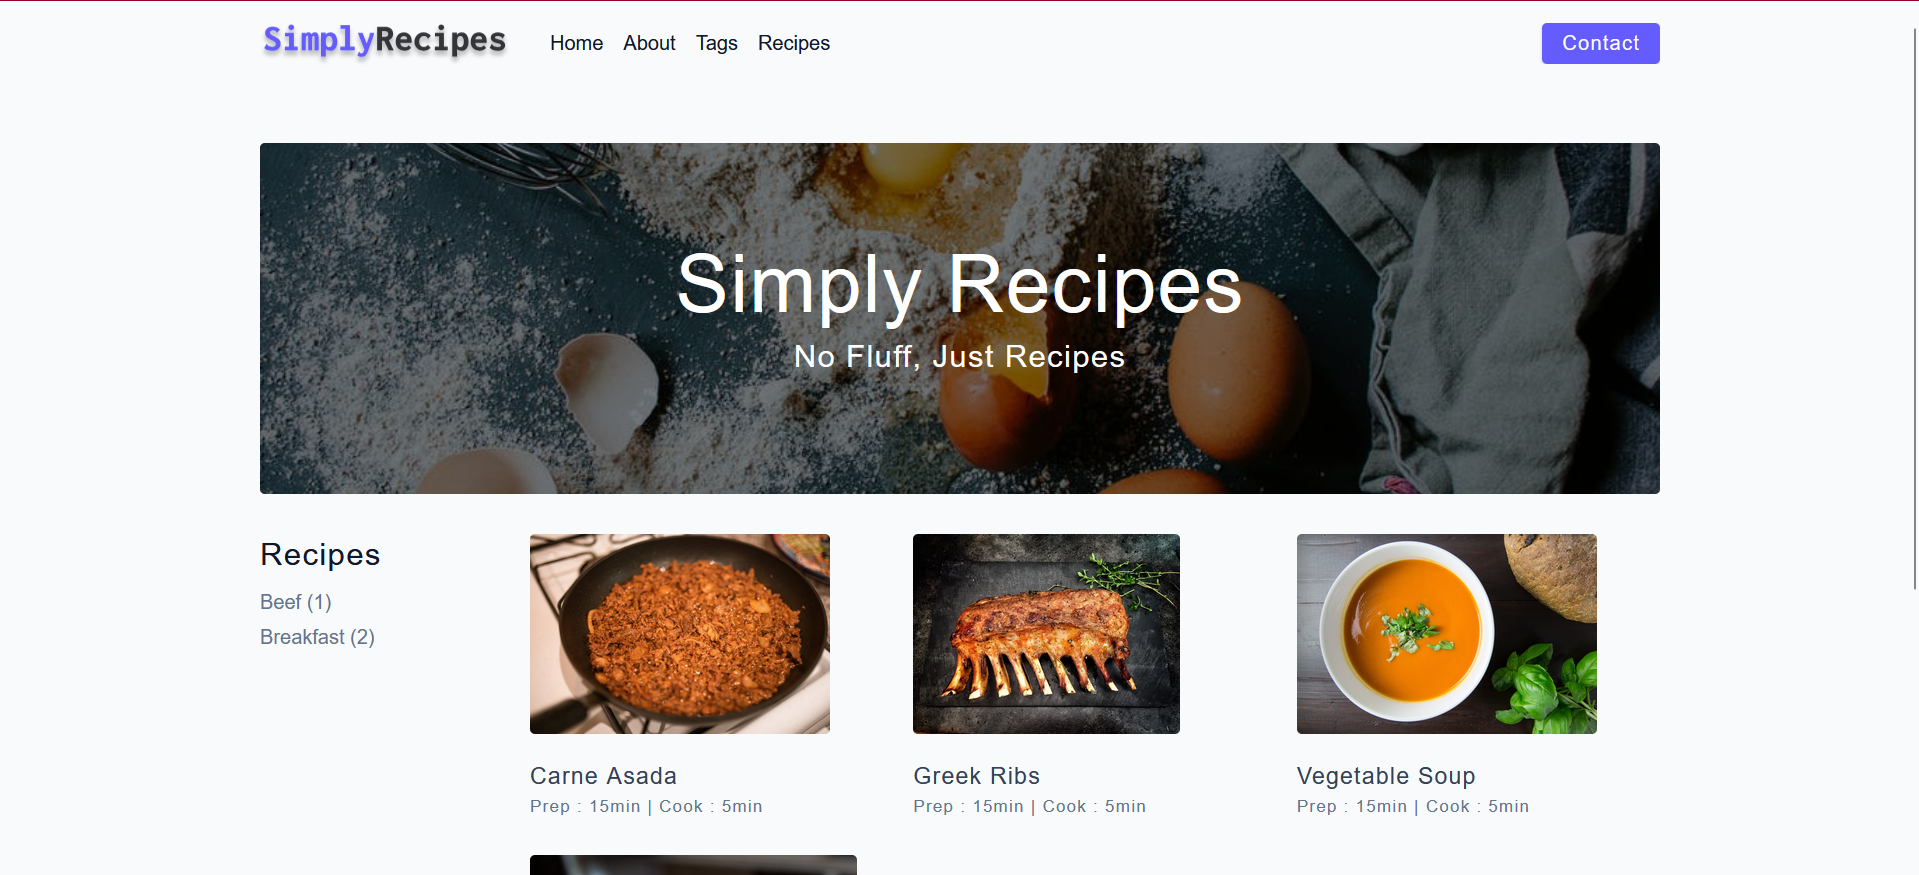 SimplyRecipes
Home About Tags Recipes
Contact
Simply Recipes
No Fluff, Just Recipes
Recipes
Beef (1)
Breakfast (2)
Carne Asada
Prep : 15min | Cook : 5min
Greek Ribs
Prep : 15min | Cook : 5min
Vegetable Soup
Prep : 15min | Cook : 5min